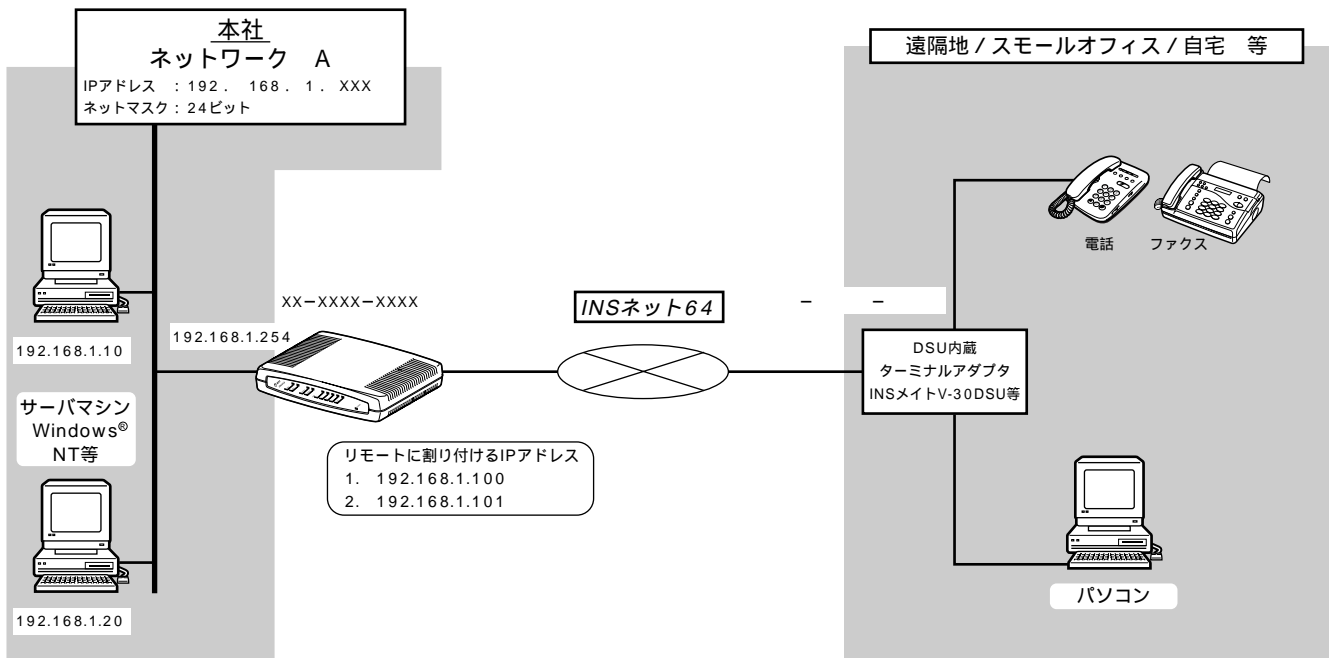 本社
ネットワーク　A
IPアドレス　: 192． 168． 1．XXX
ネットマスク : 24ビット
遠隔地 / スモールオフィス / 自宅　等
電話
ファクス
XX−XXXX−XXXX
INSネット64
−　　−
192.168.1.254
192.168.1.10
DSU内蔵
ターミナルアダプタ
INSメイトV-30DSU等
サーバマシン
Windows®
NT等
リモートに割り付けるIPアドレス
1. 192.168.1.100
2. 192.168.1.101
パソコン
192.168.1.20